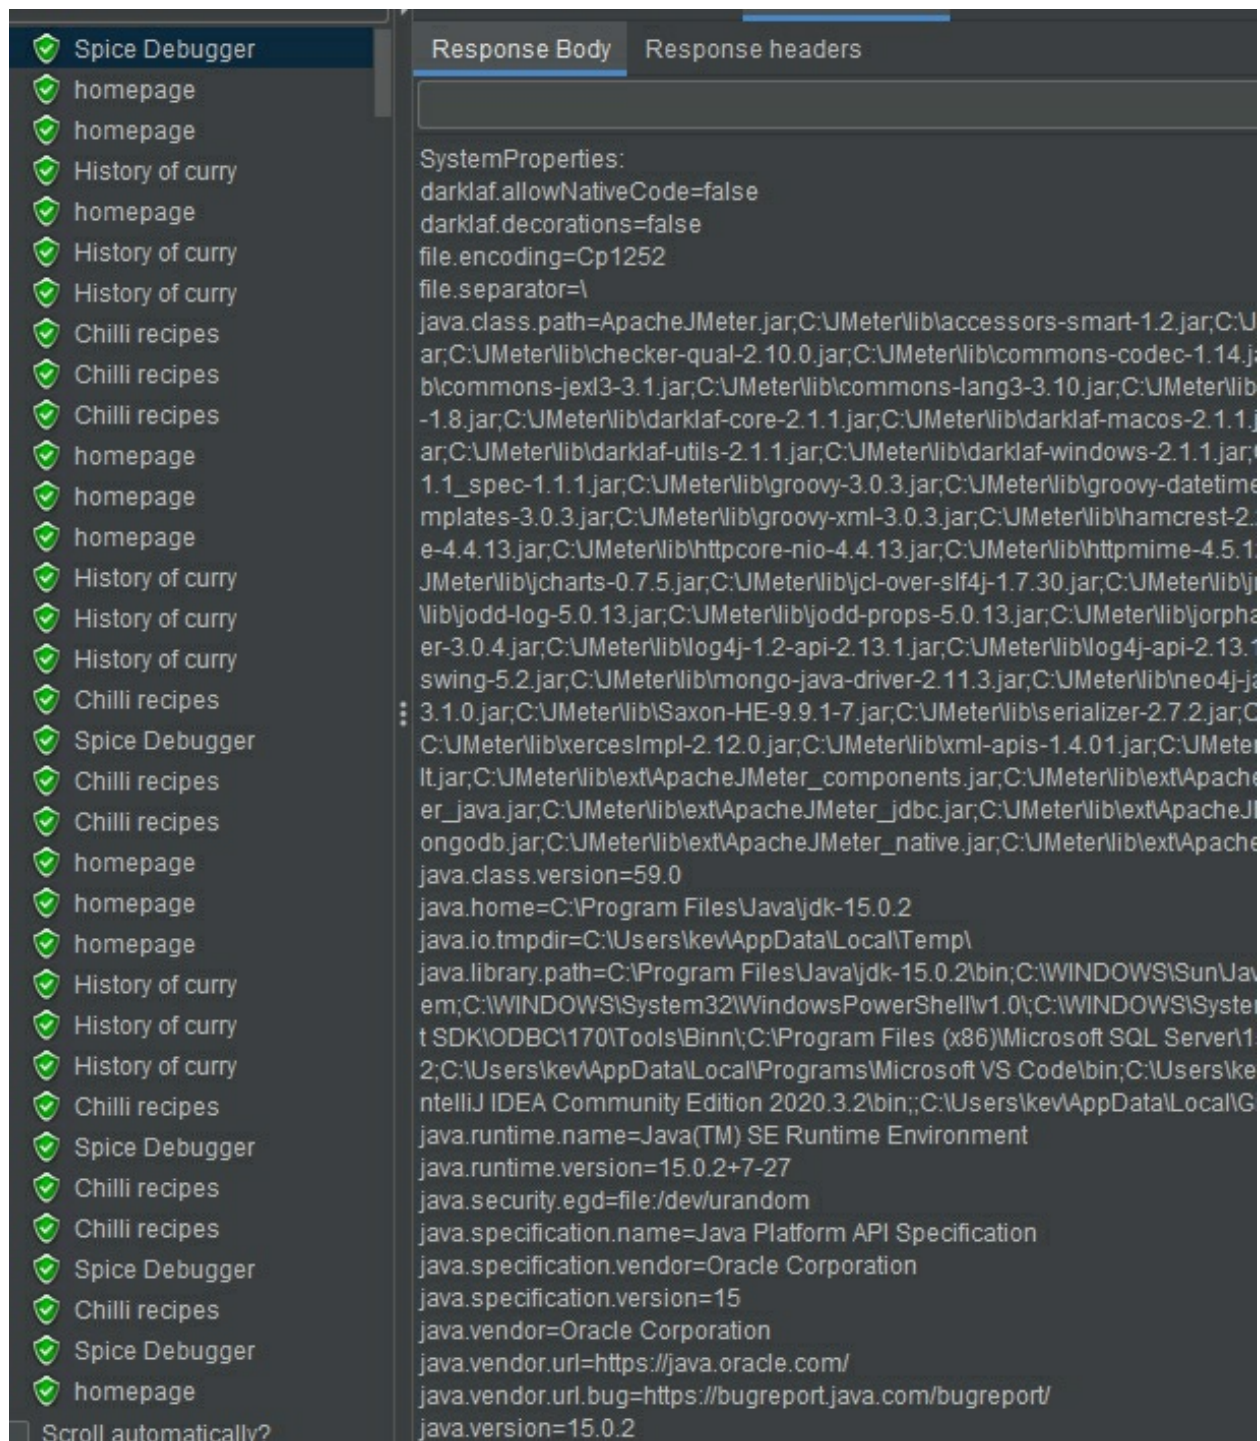 Spice Debugger
homepage
homepage
History of curry
homepage
History of curry
History of curry
Chilli recipes
Chilli recipes
Chilli recipes
homepage
homepage
homepage
History of curry
History of curry
History of curry
Chilli recipes
Spice Debugger
Chilli recipes
Chilli recipes
homepage
homepage
homepage
History of curry
History of curry
History of curry
Chilli recipes
Spice Debugger
Chilli recipes
Chilli recipes
Spice Debugger
Chilli recipes
Spice Debugger
homepage
Scroll automatically?
Response Body Response headers
SystemProperties:
darklaf.allowNativeCode=false
darklaf.decorations=false
file.encoding=Cp1252
file.separator=\
java.class.path=ApacheJMeter.jar;C:\JMeter\lib\accessors-smart-1.2.jar;C:\J
ar;C:\JMeter\lib\checker-qual-2.10.0.jar;C:\JMeter\lib\commons-codec-1.14.j
b\commons-jexl3-3.1.jar;C:\JMeter\lib\commons-lang3-3.10.jar;C:\JMeter\lib
-1.8.jar;C:\JMeter\lib\darklaf-core-2.1.1.jar;C:\JMeter\lib\darklaf-macos-2.1.1.j
ar;C:\JMeter\lib\darklaf-utils-2.1.1.jar;C:\JMeter\lib\darklaf-windows-2.1.1.jar;
1.1_spec-1.1.1.jar;C:\JMeter\lib\groovy-3.0.3.jar;C:\JMeter\lib\groovy-datetime
mplates-3.0.3.jar;C:\JMeter\lib\groovy-xml-3.0.3.jar;C:\JMeter\lib\hamcrest-2.
e-4.4.13.jar;C:\JMeter\lib\httpcore-nio-4.4.13.jar;C:\JMeter\lib\httpmime-4.5.1
JMeter\lib\jcharts-0.7.5.jar;C:\JMeter\lib\jcl-over-slf4j-1.7.30.jar;C:\JMeter\lib\j
\lib\jodd-log-5.0.13.jar;C:\JMeter\lib\jodd-props-5.0.13.jar;C:\JMeter\lib\jorpha
er-3.0.4.jar;C:\JMeter\lib\log4j-1.2-api-2.13.1.jar;C:\JMeter\lib\log4j-api-2.13.1
swing-5.2.jar;C:\JMeter\lib\mongo-java-driver-2.11.3.jar;C:\JMeter\lib\neo4j-ja
3.1.0.jar;C:\JMeter\lib\Saxon-HE-9.9.1-7.jar;C:\JMeter\lib\serializer-2.7.2.jar;C
C:\JMeter\lib\xercesImpl-2.12.0.jar;C:\JMeter\lib\xml-apis-1.4.01.jar;C:\JMeter
lt.jar;C:\JMeter\lib\ext\ApacheJMeter_components.jar;C:\JMeter\lib\ext\Apache
er_java.jar;C:\JMeter\lib\ext\ApacheJMeter_jdbc.jar;C:\JMeter\lib\ext\ApacheJ
ongodb.jar;C:\JMeter\lib\ext\ApacheJMeter_native.jar;C:\JMeter\lib\ext\Apache
java.class.version=59.0
java.home=C:\Program Files\Java\jdk-15.0.2
java.io.tmpdir=C:\Users\kev\AppData\Local\Temp\
java.library.path=C:\Program Files\Java\jdk-15.0.2\bin;C:\WINDOWS\Sun\Jav
em;C:\WINDOWS\System32\WindowsPowerShell\v1.0\;C:\WINDOWS\Syste
t SDK\ODBC\170\Tools\Binn\;C:\Program Files (x86)\Microsoft SQL Server\1
2;C:\Users\kev\AppData\Local\Programs\Microsoft VS Code\bin;C:\Users\ke
ntelliJ IDEA Community Edition 2020.3.2\bin;;C:\Users\kev\AppData\Local\G
java.runtime.name=Java(TM) SE Runtime Environment
java.runtime.version=15.0.2+7-27
java.security.egd=file:/dev/urandom
java.specification.name=Java Platform API Specification
java.specification.vendor=Oracle Corporation
java.specification.version=15
java.vendor=Oracle Corporation
java.vendor.url=https://java.oracle.com/
java.vendor.url.bug=https://bugreport.java.com/bugreport/
java.version=15.0.2